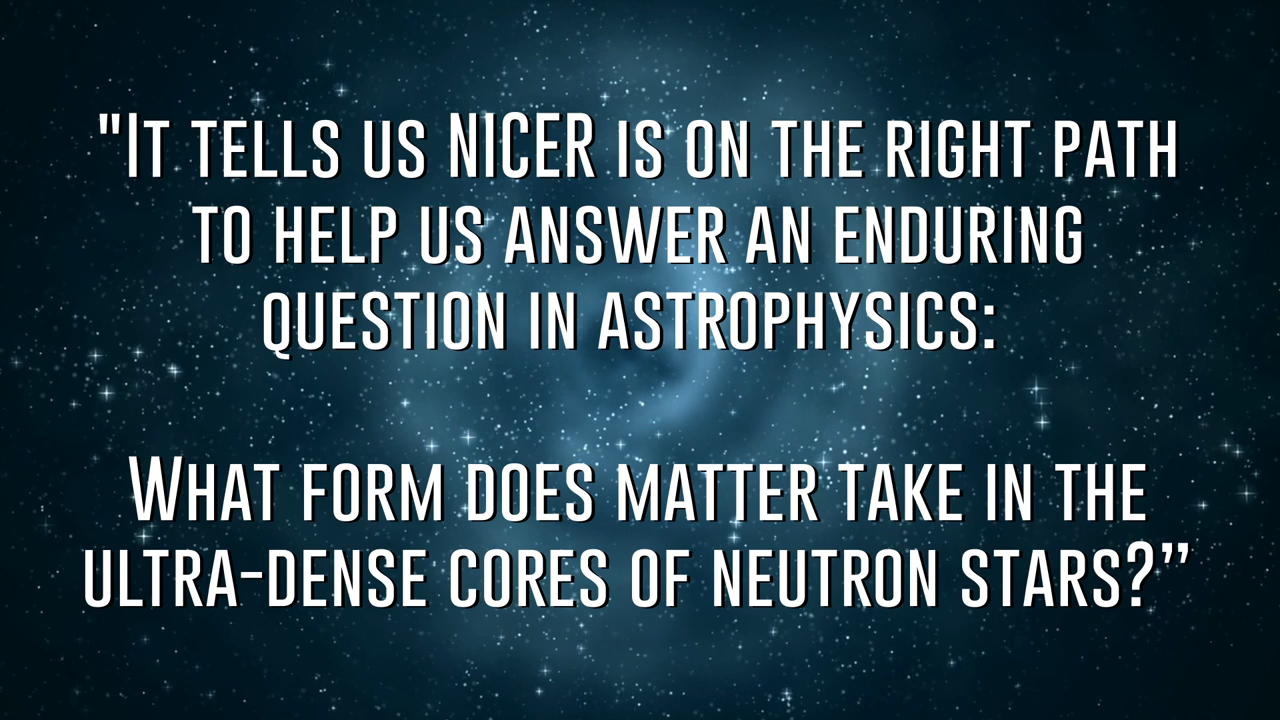 "It tells us NICER is on the right path
to help us answer an enduring
question in astrophysics:
What form does matter take in the
ultra-dense cores of neutron stars?”